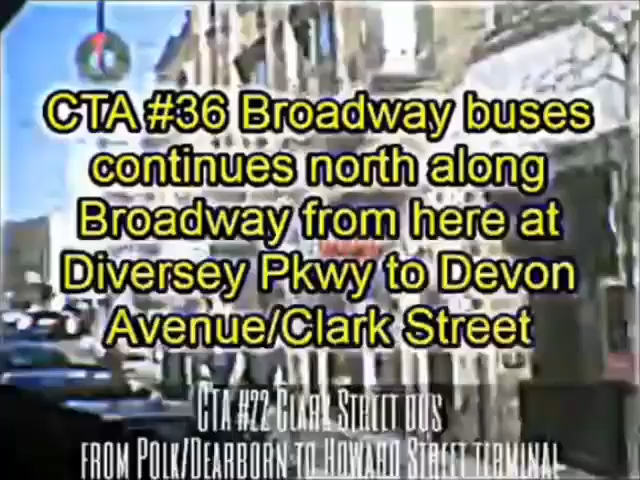 CTA #36 Broadway buses
continues north along
Broadway from here at
Diversey Pkwy to Devon
Avenue/Clark Street
CTA #22 Clark Street bus
from Polk/Dearborn to Howard Street terminal